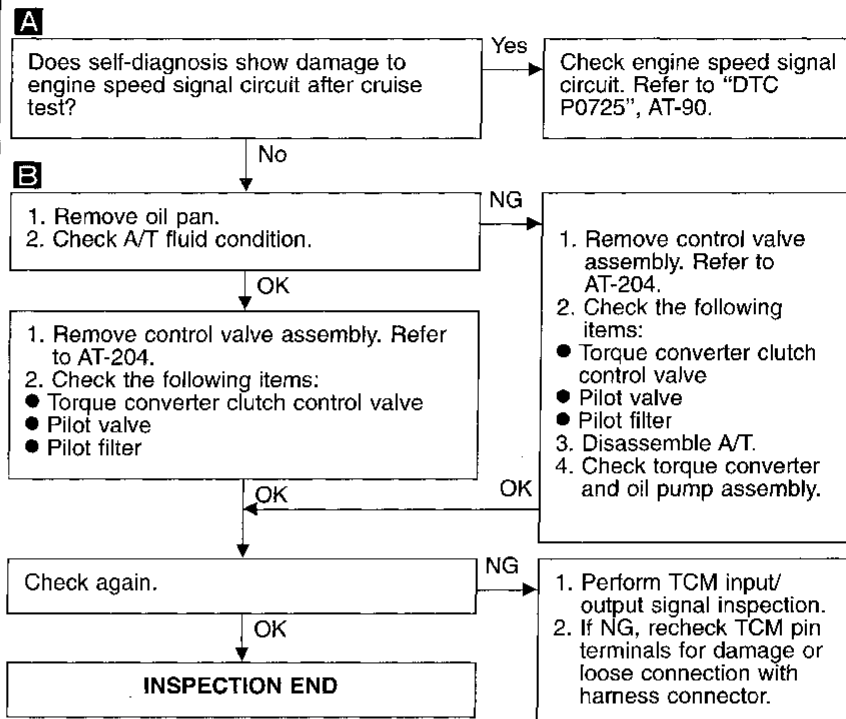 A
Does self-diagnosis show damage to
engine speed signal circuit after cruise
test?
Yes
Check engine speed signal
circuit. Refer to “DTC
P0725”, AT-90.
No
B
1. Remove oil pan.
2. Check A/T fluid condition.
NG
1. Remove control valve
assembly. Refer to
AT-204.
2. Check the following
items:
● Torque converter clutch
control valve
● Pilot valve
● Pilot filter
3. Disassemble A/T.
4. Check torque converter
and oil pump assembly.
OK
1. Remove control valve assembly. Refer
to AT-204.
2. Check the following items:
● Torque converter clutch control valve
● Pilot valve
● Pilot filter
OK
OK
Check again.
NG
1. Perform TCM input/
output signal inspection.
2. If NG, recheck TCM pin
terminals for damage or
loose connection with
harness connector.
OK
INSPECTION END